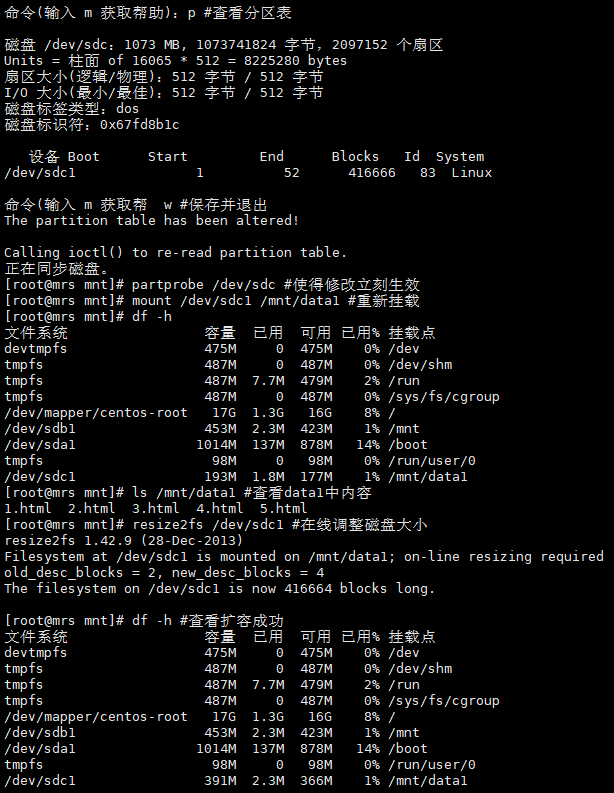 命令(输入 m 获取帮助)：p #查看分区表
磁盘 /dev/sdc：1073 MB, 1073741824 字节，2097152 个扇区
Units = 柱面 of 16065 * 512 = 8225280 bytes
扇区大小(逻辑/物理)：512 字节 / 512 字节
I/O 大小(最小/最佳)：512 字节 / 512 字节
磁盘标签类型：dos
磁盘标识符：0x67fd8b1c
设备 Boot Start End Blocks Id System
/dev/sdc1 1 52 416666 83 Linux
命令(输入 m 获取帮 w #保存并退出
The partition table has been altered!
Calling ioctl() to re-read partition table.
正在同步磁盘。
[root@mrs mnt]# partprobe /dev/sdc #使得修改立刻生效
[root@mrs mnt]# mount /dev/sdc1 /mnt/data1 #重新挂载
[root@mrs mnt]# df -h
文件系统 容量 已用 可用 已用% 挂载点
devtmpfs 475M 0 475M 0% /dev
tmpfs 487M 0 487M 0% /dev/shm
tmpfs 487M 7.7M 479M 2% /run
tmpfs 487M 0 487M 0% /sys/fs/cgroup
/dev/mapper/centos-root 17G 1.3G 16G 8% /
/dev/sdb1 453M 2.3M 423M 1% /mnt
/dev/sda1 1014M 137M 878M 14% /boot
tmpfs 98M 0 98M 0% /run/user/0
/dev/sdc1 193M 1.8M 177M 1% /mnt/data1
[root@mrs mnt]# ls /mnt/data1 #查看data1中内容
1.html 2.html 3.html 4.html 5.html
[root@mrs mnt]# resize2fs /dev/sdc1 #在线调整磁盘大小
resize2fs 1.42.9 (28-Dec-2013)
Filesystem at /dev/sdc1 is mounted on /mnt/data1; on-line resizing required
old_desc_blocks = 2, new_desc_blocks = 4
The filesystem on /dev/sdc1 is now 416664 blocks long.
[root@mrs mnt]# df -h #查看扩容成功
文件系统 容量 已用 可用 已用% 挂载点
devtmpfs 475M 0 475M 0% /dev
tmpfs 487M 0 487M 0% /dev/shm
tmpfs 487M 7.7M 479M 2% /run
tmpfs 487M 0 487M 0% /sys/fs/cgroup
/dev/mapper/centos-root 17G 1.3G 16G 8% /
/dev/sdb1 453M 2.3M 423M 1% /mnt
/dev/sda1 1014M 137M 878M 14% /boot
tmpfs 98M 0 98M 0% /run/user/0
/dev/sdc1 391M 2.3M 366M 1% /mnt/data1